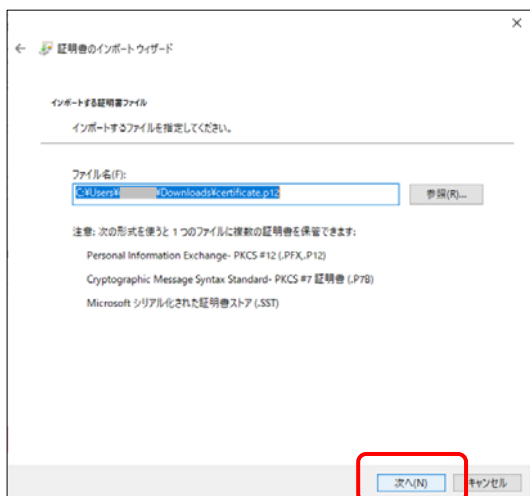 証明書のインポート ウィザード
インポートする証明書ファイル
インポートするファイルを指定してください。
ファイル名(F):
C:¥Users¥ ¥Downloads¥certificate.p12
参照(R)...
注意: 次の形式を使うと 1 つのファイルに複数の証明書を保管できます:
Personal Information Exchange- PKCS #12 (.PFX,.P12)
Cryptographic Message Syntax Standard- PKCS #7 証明書 (.P7B)
Microsoft シリアル化された証明書ストア (.SST)
次へ(N)
キャンセル